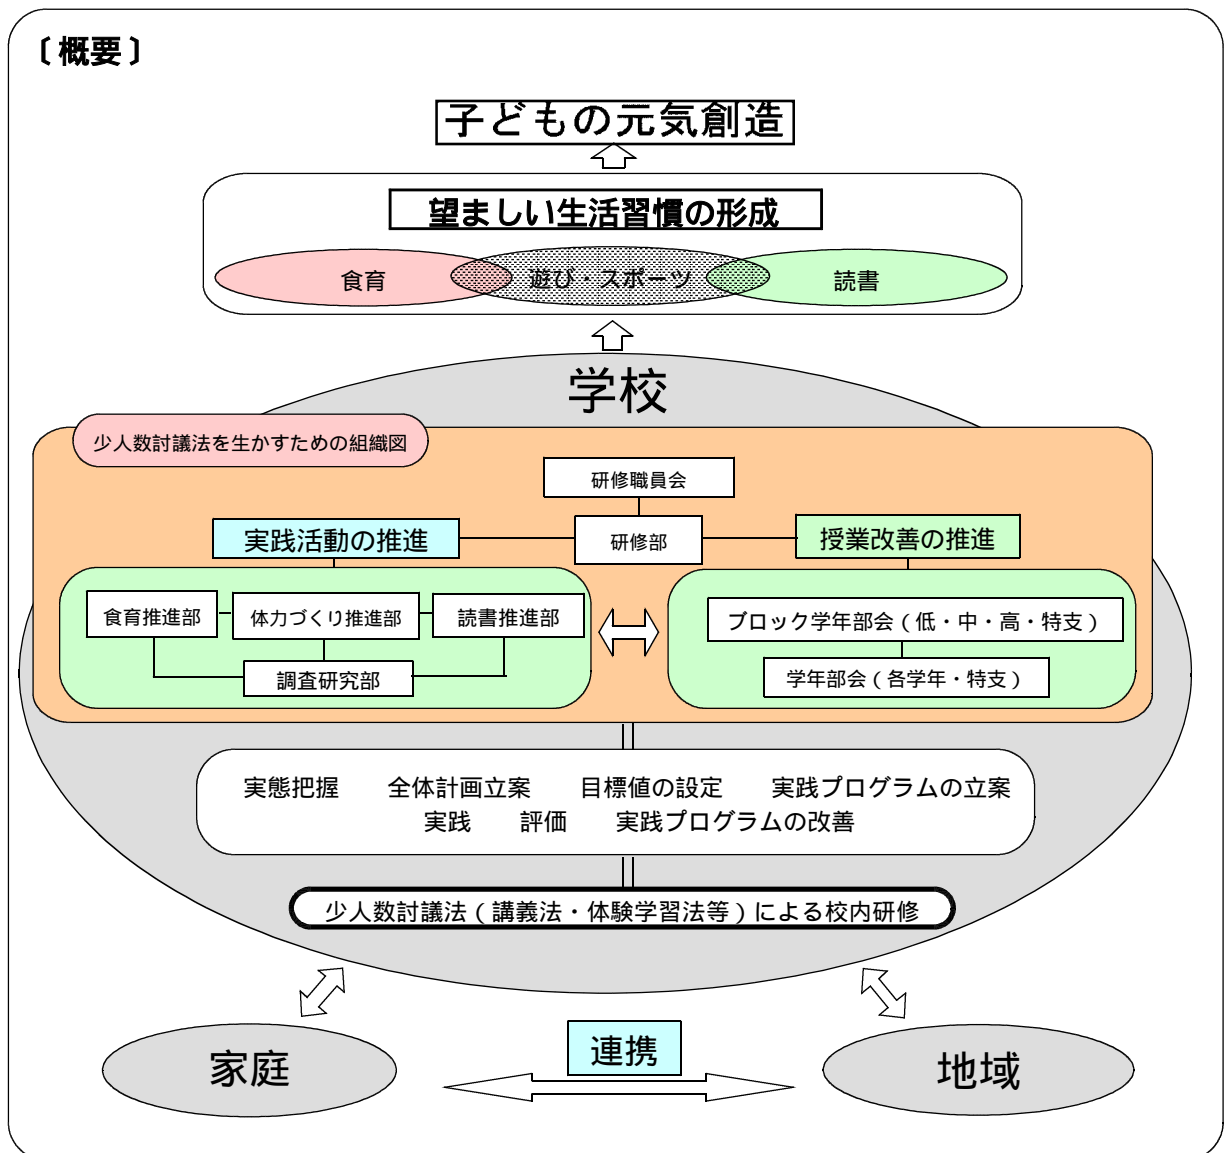 〔概要〕
子どもの元気創造
望ましい生活習慣の形成
食育
遊び・スポーツ
読書
学校
少人数討議法を生かすための組織図
研修職員会
実践活動の推進
研修部
授業改善の推進
食育推進部
体力づくり推進部
読書推進部
調査研究部
ブロック学年部会(低・中・高・特支)
学年部会(各学年・特支)
実態把握 全体計画立案 目標値の設定 実践プログラムの立案
実践 評価 実践プログラムの改善
少人数討議法(講義法・体験学習法等)による校内研修
家庭
連携
地域